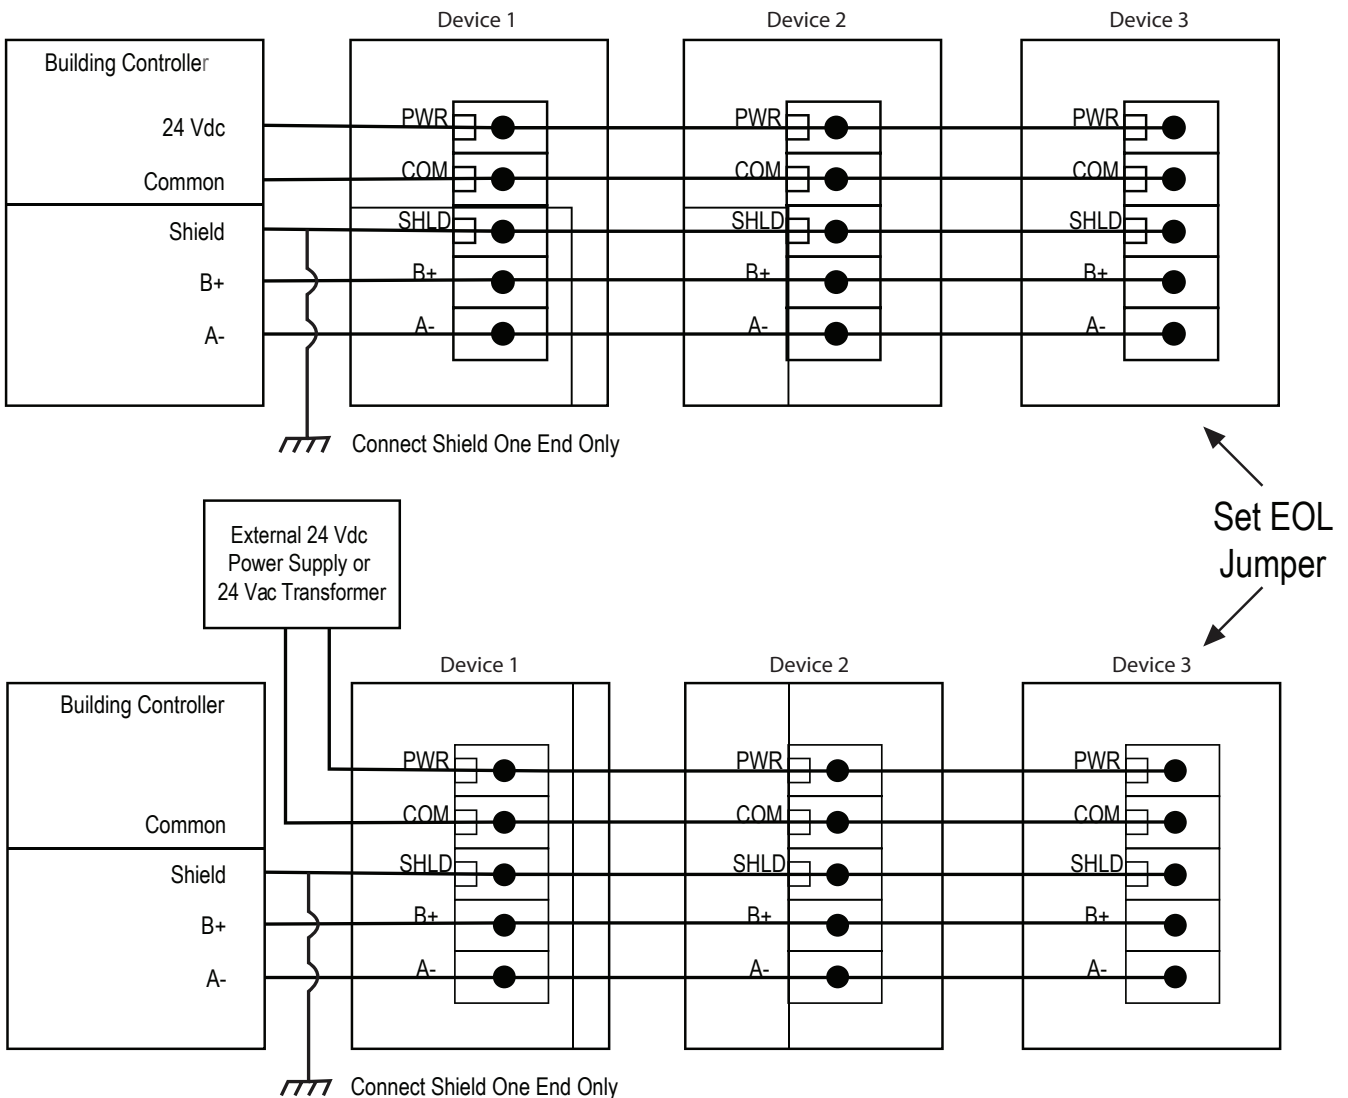 Device 1
Device 2
Device 3
Building Controller
24 Vdc
PWR
PWR
PWR
Common
COM
COM
COM
Shield
SHLD
SHLD
SHLD
B+
B+
B+
B+
A-
A-
A-
A-
Connect Shield One End Only
Set EOL
Jumper
External 24 Vdc
Power Supply or
24 Vac Transformer
Device 1
Device 2
Device 3
Building Controller
PWR
PWR
PWR
Common
COM
COM
COM
Shield
SHLD
SHLD
SHLD
B+
B+
B+
B+
A-
A-
A-
A-
Connect Shield One End Only